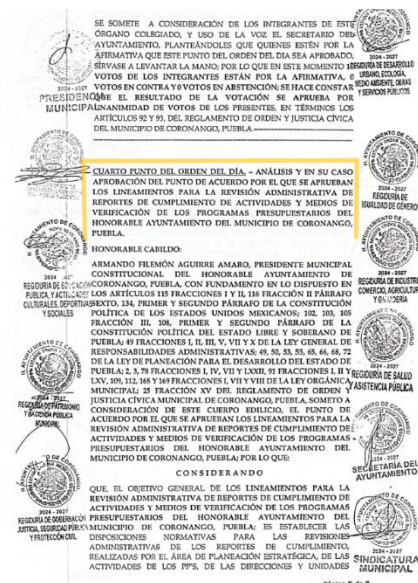 SE SOMETE A CONSIDERACIÓN DE LOS INTEGRANTES DE ESTE
ÓRGANO COLEGIADO, Y USO DE LA VOZ EL SECRETARIO DEL
AYUNTAMIENTO, PLANTEÁNDOLES QUE QUIENES ESTÉN POR LA
AFIRMATIVA QUE ESTE PUNTO DEL ORDEN DEL DÍA SEA APROBADO,
SÍRVASE A LEVANTAR LA MANO; POR LO QUE EN ESTE MOMENTO
VOTOS DE LOS INTEGRANTES ESTÁN POR LA AFIRMATIVA, 0
VOTOS EN CONTRA Y 0 VOTOS EN ABSTENCIÓN; SE HACE CONSTAR
QUE EL RESULTADO DE LA VOTACIÓN SE APRUEBA POR
UNANIMIDAD DE VOTOS DE LOS PRESENTES, EN TÉRMINOS LOS
ARTÍCULOS 92 Y 93, DEL REGLAMENTO DE ORDEN Y JUSTICIA CÍVICA
DEL MUNICIPIO DE CORONANGO, PUEBLA.
2024 - 2027
PRESIDENCIA
MUNICIPAL
REGIDURÍA DE DESARROLLO
URBANO, ECOLOGÍA,
MEDIO AMBIENTE, OBRAS
Y SERVICIOS PÚBLICOS
CUARTO PUNTO DEL ORDEN DEL DÍA. - ANÁLISIS Y EN SU CASO
APROBACIÓN DEL PUNTO DE ACUERDO POR EL QUE SE APRUEBAN
LOS LINEAMIENTOS PARA LA REVISIÓN ADMINISTRATIVA DE
REPORTES DE CUMPLIMIENTO DE ACTIVIDADES Y MEDIOS DE
VERIFICACIÓN DE LOS PROGRAMAS PRESUPUESTARIOS DEL
HONORABLE AYUNTAMIENTO DEL MUNICIPIO DE CORONANGO,
PUEBLA.
2024 - 2027
REGIDURÍA DE
IGUALDAD DE GÉNERO
HONORABLE CABILDO:
ARMANDO FILEMÓN AGUIRRE AMARO, PRESIDENTE MUNICIPAL
CONSTITUCIONAL DEL HONORABLE AYUNTAMIENTO DE
CORONANGO, PUEBLA, CON FUNDAMENTO EN LO DISPUESTO EN
LOS ARTÍCULOS 115 FRACCIONES I Y II, 116 FRACCIÓN II PÁRRAFO
SEXTO, 134, PRIMER Y SEGUNDO PÁRRAFO DE LA CONSTITUCIÓN
POLÍTICA DE LOS ESTADOS UNIDOS MEXICANOS; 102, 103, 105
FRACCIÓN III, 108, PRIMER Y SEGUNDO PÁRRAFO DE LA
CONSTITUCIÓN POLÍTICA DEL ESTADO LIBRE Y SOBERANO DE
PUEBLA; 49 FRACCIONES I, II, III, V, VII Y X DE LA LEY GENERAL DE
RESPONSABILIDADES ADMINISTRATIVAS; 49, 50, 53, 55, 65, 66, 68, 72
DE LA LEY DE PLANEACIÓN PARA EL DESARROLLO DEL ESTADO DE
PUEBLA; 2, 3, 78 FRACCIONES I, IV, VII Y LXXII, 91 FRACCIONES I, II Y
LXV, 109, 112, 168 Y 169 FRACCIONES I, VII Y VIII DE LA LEY ORGÁNICA
MUNICIPAL; 25 FRACCIÓN XV DEL REGLAMENTO DE ORDEN Y
JUSTICIA CÍVICA MUNICIPAL DE CORONANGO, PUEBLA, SOMETO A
CONSIDERACIÓN DE ESTE CUERPO EDILICIO, EL PUNTO DE
ACUERDO POR EL QUE SE APRUEBAN LOS LINEAMIENTOS PARA LA
REVISIÓN ADMINISTRATIVA DE REPORTES DE CUMPLIMIENTO DE
ACTIVIDADES Y MEDIOS DE VERIFICACIÓN DE LOS PROGRAMAS
PRESUPUESTARIOS DEL HONORABLE AYUNTAMIENTO DEL
MUNICIPIO DE CORONANGO, PUEBLA; POR LO QUE:
REGIDURÍA DE EDUCACIÓN
PÚBLICA, Y ACTIVIDADES
CULTURALES, DEPORTIVAS
Y SOCIALES
2024 - 2027
REGIDURÍA DE INDUSTRIA
COMERCIO, AGRICULTURA
Y GANADERÍA
2024 - 2027
REGIDURÍA DE SALUD
Y ASISTENCIA PÚBLICA
REGIDURÍA DE PATRIMONIO
Y HACIENDA PÚBLICA
MUNICIPAL
CONSIDERANDO
QUE, EL OBJETIVO GENERAL DE LOS LINEAMIENTOS PARA LA
REVISIÓN ADMINISTRATIVA DE REPORTES DE CUMPLIMIENTO DE
ACTIVIDADES Y MEDIOS DE VERIFICACIÓN DE LOS PROGRAMAS
PRESUPUESTARIOS DEL HONORABLE AYUNTAMIENTO DEL
MUNICIPIO DE CORONANGO, PUEBLA; ES ESTABLECER LAS
DISPOSICIONES NORMATIVAS PARA LAS REVISIONES
ADMINISTRATIVAS DE LOS REPORTES DE CUMPLIMIENTO,
REALIZADAS POR EL ÁREA DE PLANEACIÓN ESTRATÉGICA, DE LAS
ACTIVIDADES DE LOS PP'S, DE LAS DIRECCIONES Y UNIDADES
2024 - 2027
SECRETARÍA DEL
AYUNTAMIENTO
2024 - 2027
REGIDURÍA DE GOBERNACIÓN
JUSTICIA, SEGURIDAD PÚBLICA
Y PROTECCIÓN CIVIL
2024 - 2027
SINDICATURA
MUNICIPAL